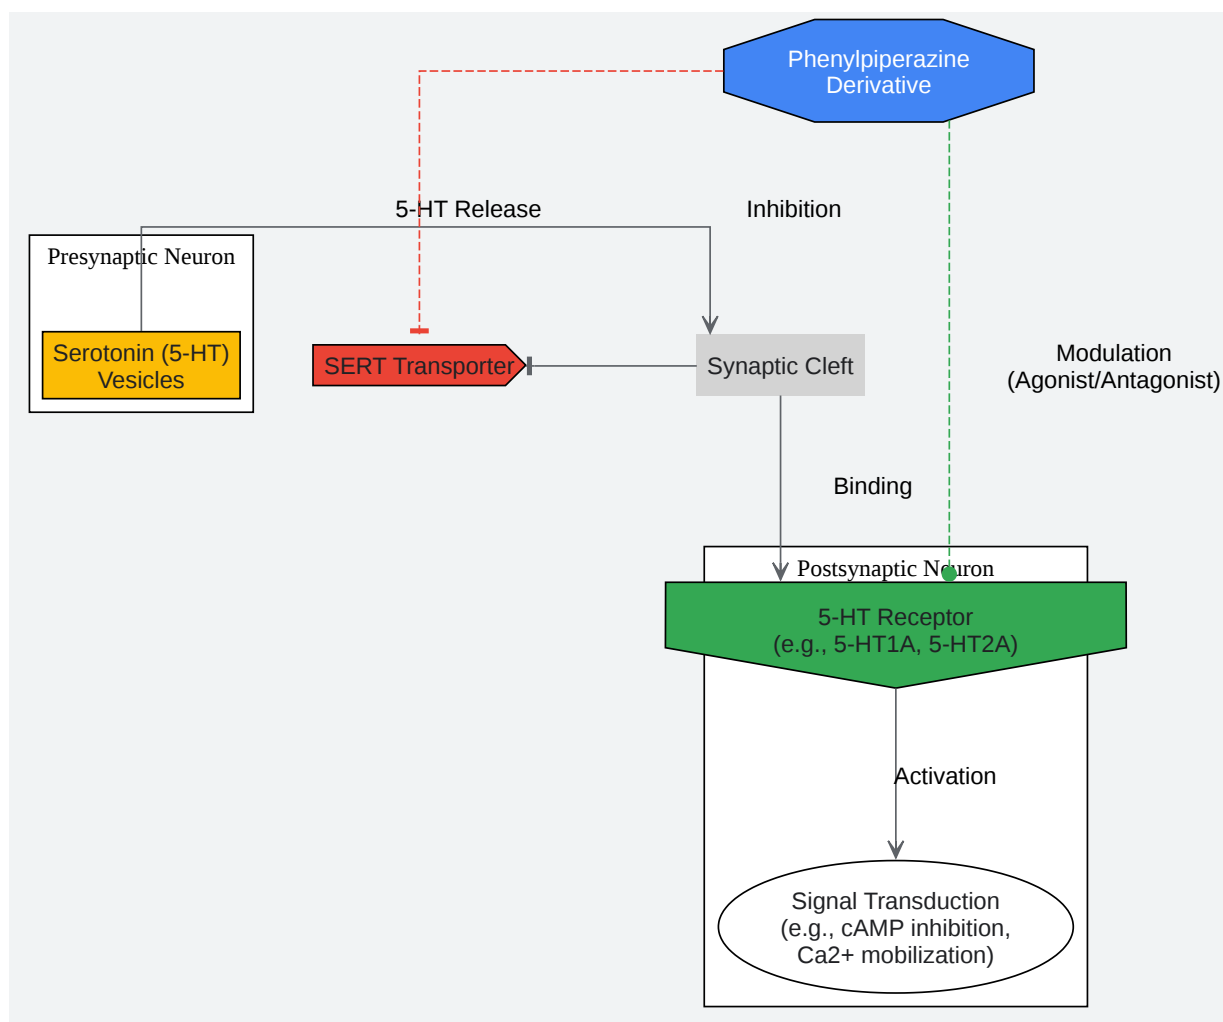 Phenylpiperazine
Derivative
5-HT Release
Inhibition
Presynaptic Neuron
Serotonin (5-HT)
Vesicles
SERT Transporter
Synaptic Cleft
Modulation
(Agonist/Antagonist)
Binding
Postsynaptic Neuron
5-HT Receptor
(e.g., 5-HT1A, 5-HT2A)
Activation
Signal Transduction
(e.g., cAMP inhibition,
Ca2+ mobilization)